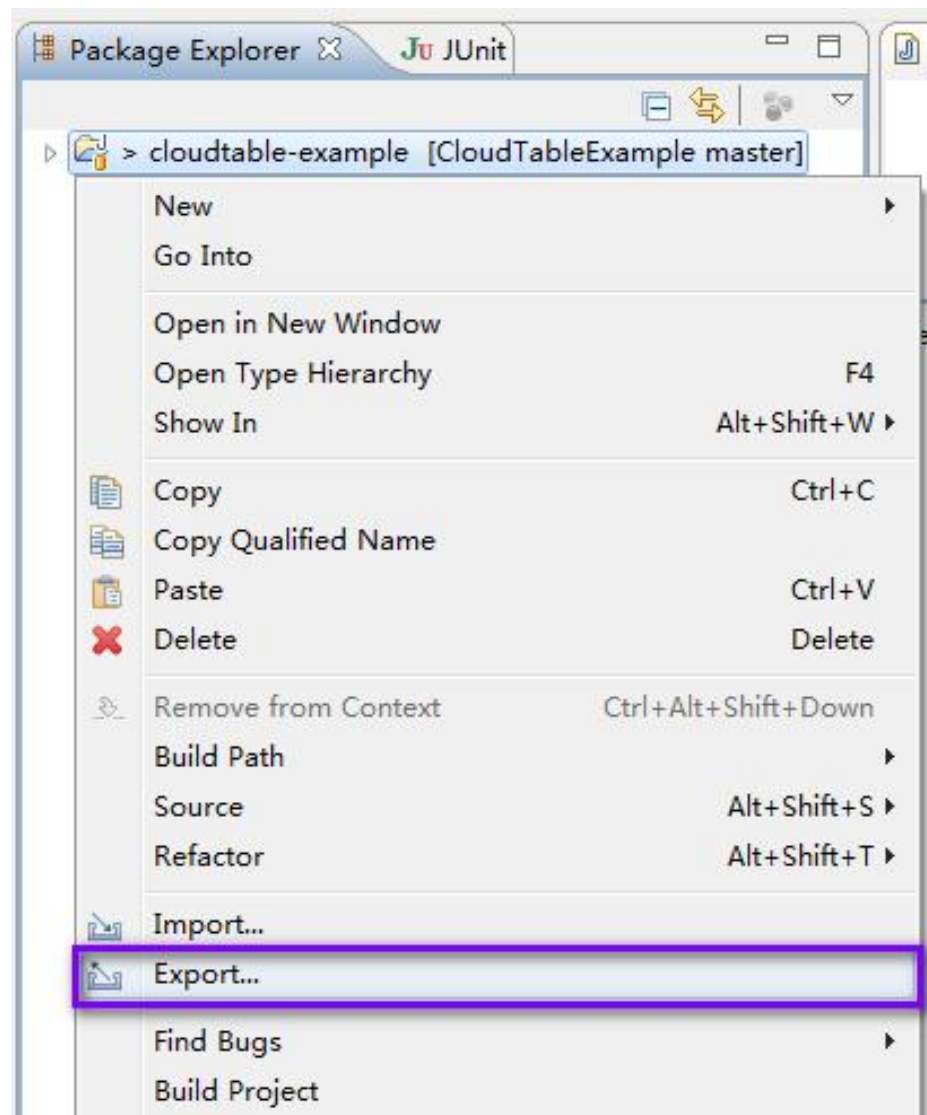 Package Explorer JUnit
> cloudtable-example [CloudTableExample master]
New
Go Into
Open in New Window
Open Type Hierarchy F4
Show In Alt+Shift+W
Copy Ctrl+C
Copy Qualified Name
Paste Ctrl+V
Delete Delete
Remove from Context Ctrl+Alt+Shift+Down
Build Path
Source Alt+Shift+S
Refactor Alt+Shift+T
Import...
Export...
Find Bugs
Build Project